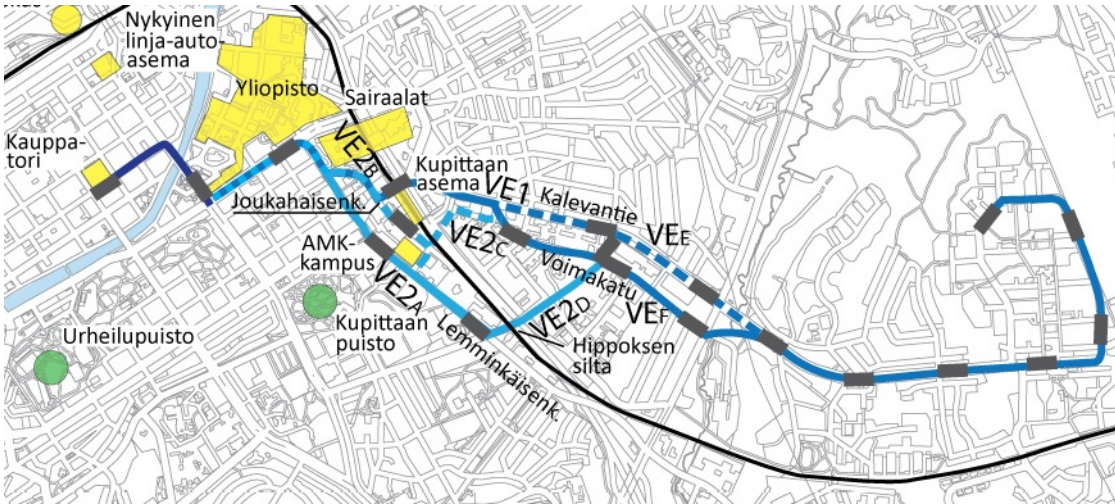 Nykyinen
linja-auto-
asema
Yliopisto
Sairaalat
Kauppa-
tori
VE2B
Kupittaan
asema
Joukahaisenk.
VE1
Kalevantie
VEE
AMK-
kampus
VE2C
Voimakatu
VE2A
VE2D
VEF
Urheilupuisto
Kupittaan
puisto
Lemminkäisenk.
Hippoksen
silta